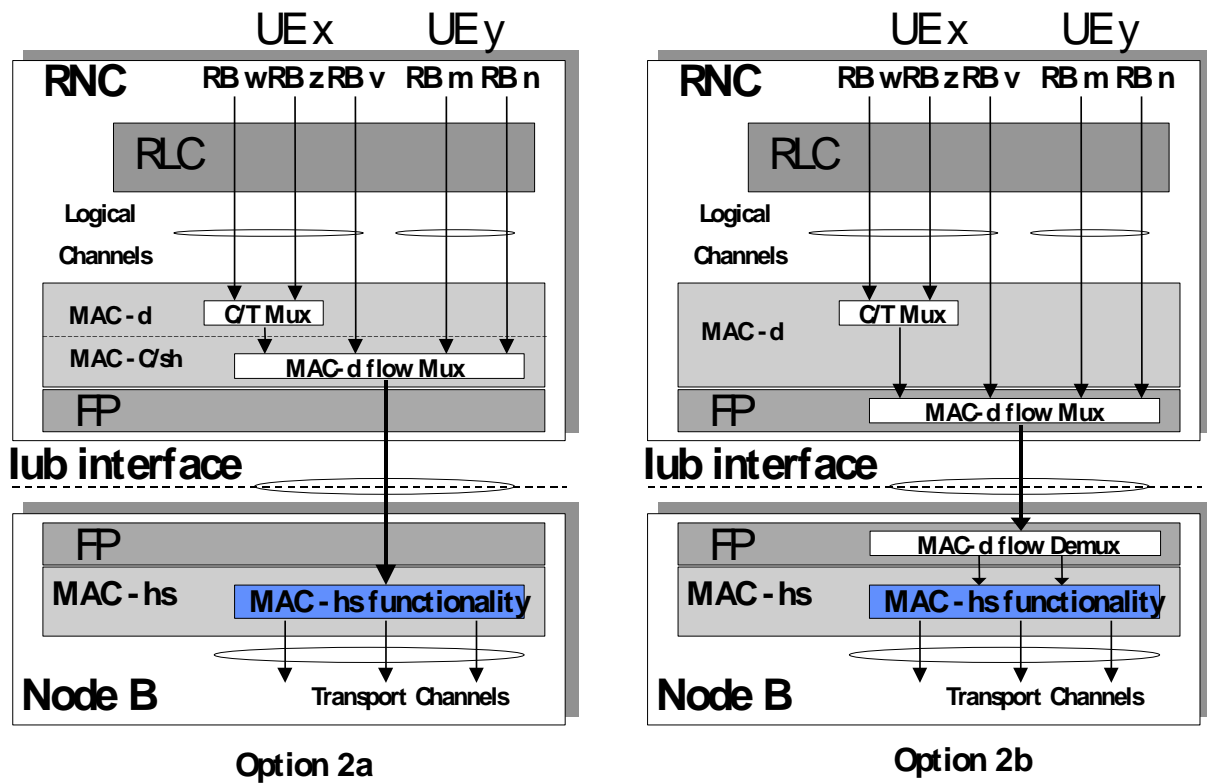 UE x UE y
RNC RB w RB z RB v RB m RB n
RLC
Logical
Channels
MAC - d C/T Mux
MAC - C/sh MAC- d flow Mux
FP
Iub interface
FP
MAC - hs MAC - hs functionality
Node B Transport Channels
Option 2a
UE x UE y
RNC RB w RB z RB v RB m RB n
RLC
Logical
Channels
C/T Mux
MAC - d
FP MAC- d flow Mux
Iub interface
FP MAC- d flow Demux
MAC - hs MAC - hs functionality
Node B Transport Channels
Option 2b